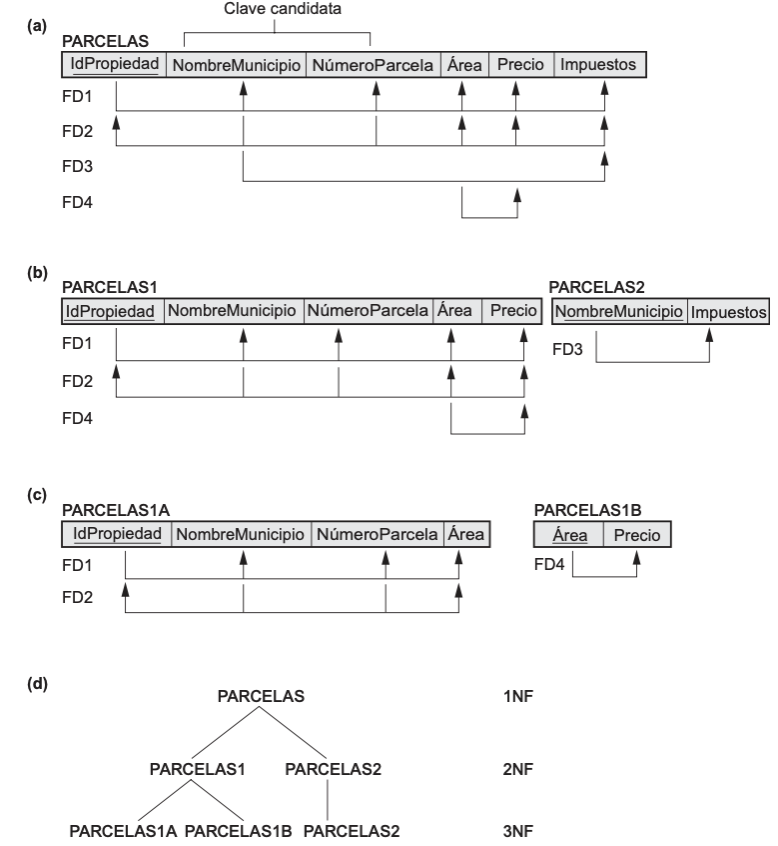 Clave candidata
(a)
PARCELAS
IdPropiedad NombreMunicipio NúmeroParcela Área Precio Impuestos
FD1
FD2
FD3
FD4
(b)
PARCELAS1 PARCELAS2
IdPropiedad NombreMunicipio NúmeroParcela Área Precio NombreMunicipio Impuestos
FD1
FD3
FD2
FD4
(c)
PARCELAS1A PARCELAS1B
IdPropiedad NombreMunicipio NúmeroParcela Área Área Precio
FD1 FD4
FD2
(d)
PARCELAS 1NF
PARCELAS1 PARCELAS2 2NF
PARCELAS1A PARCELAS1B PARCELAS2 3NF